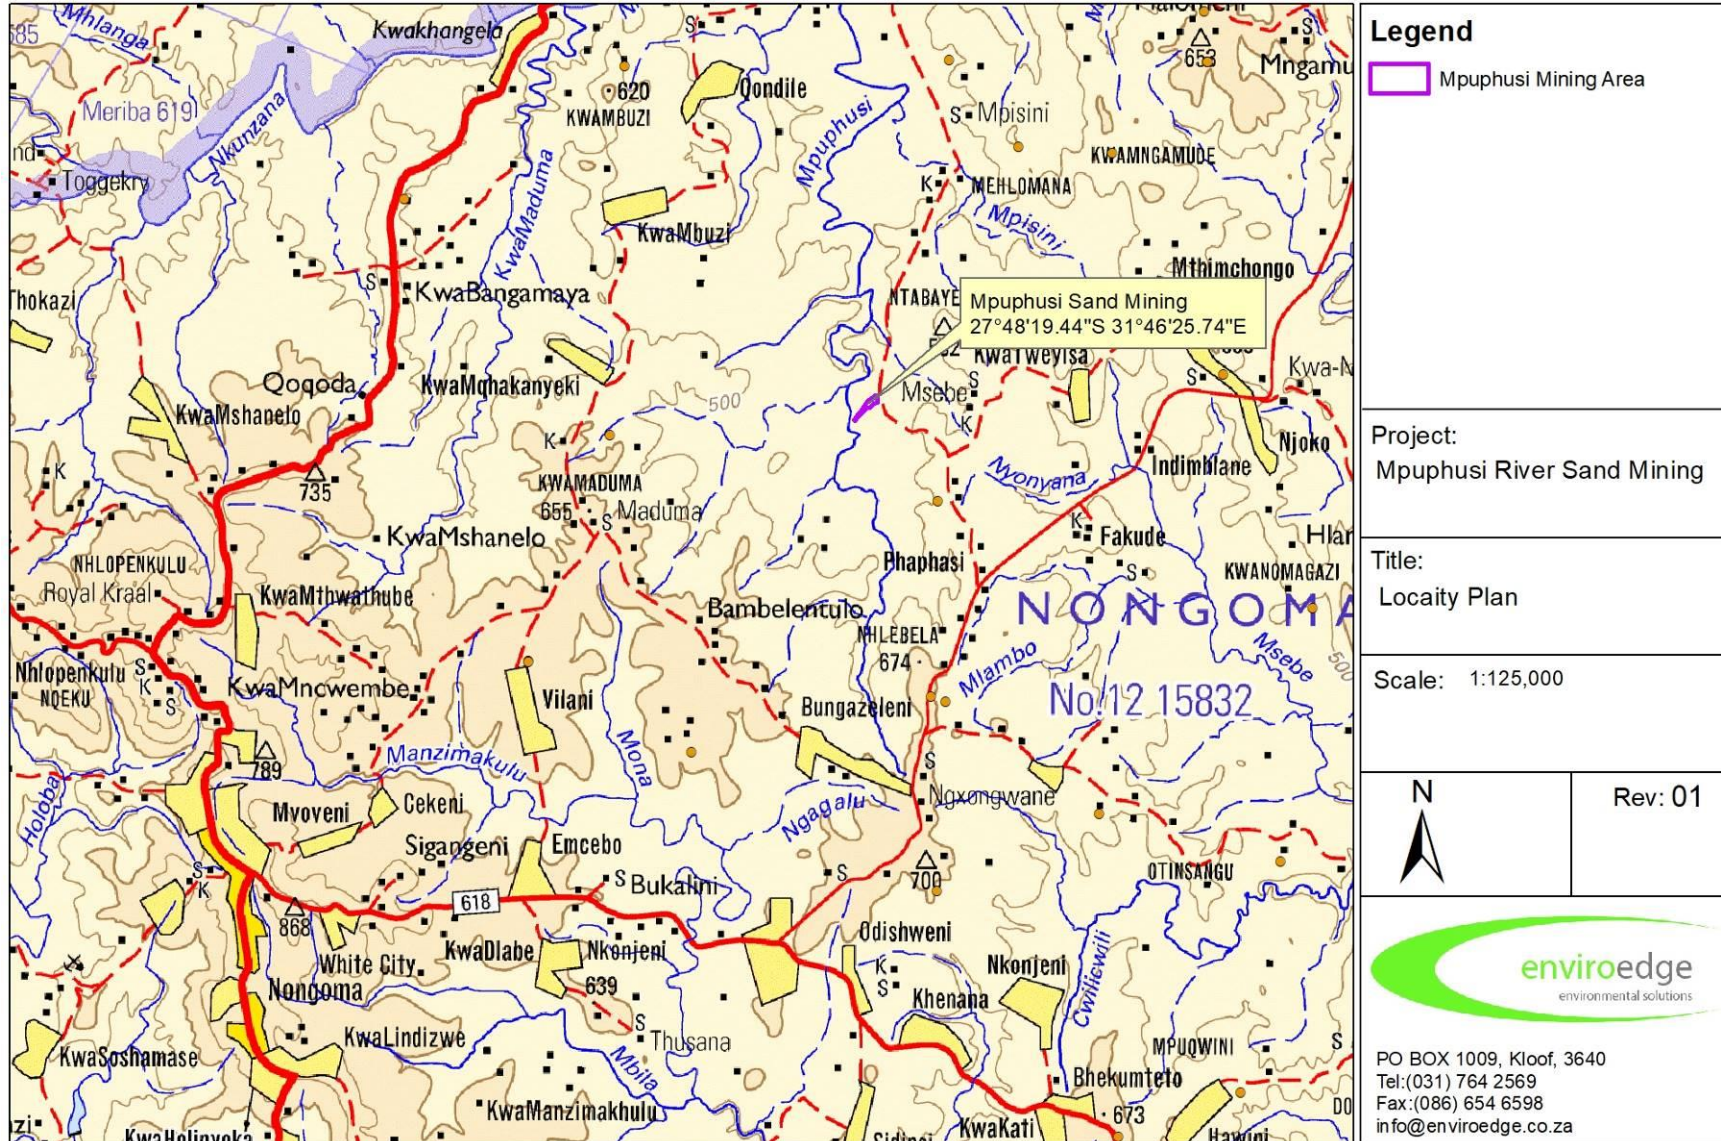 Kwakhangela
Mhlanga
585
620
KWAMBUZI
Qondile
653
Mngamu
Meriba 619
Nkunzana
Mpuphusi
S
Mpisini
KWAMNGAMUDE
Toggekry
KwaMaduma
K
MEHLOMANA
Mpisini
KwaMbuzi
Mthimchongo
Thokazi
S
KwaBangamaya
NTABAYE
Mpuphusi Sand Mining
27°48'19.44"S 31°46'25.74"E
KwaTweyisa
Qoqoda
KwaMqhakanyeki
500
Msebe
S
K
S
Kwa-N
KwaMshanelo
K
K
Njoko
Indimblane
Nyonyana
735
KWAMADUMA
655
S
Maduma
KwaMshanelo
K
Fakude
Hlar
NHLOPENKULU
Royal Kraal
KwaMthwathube
Phaphasi
S
KWANOMAGAZI
Bambelentulo
NONGOMA
NHLEBELA
674
Mlambo
Msebe
500
Nhlopenkulu
NQEKU
S
K
S
KwaMncwembe
Vilani
Bungazeleni
No.12 15832
789
Manzimakulu
Mona
S
Holoba
Mvoveni
Cekeni
Ngxongwane
Ngagalu
Sigangeni
Emcebo
S
K
S
Bukalini
S
700
OTINSANGU
618
868
KwaDlabe
Nkonjeni
Odishweni
White City
639
K
S
Nkonjeni
Nongoma
Khenana
Cwilicwili
KwaSoshamase
KwaLindizwe
S
Thusana
MPUQWINI
S
Mbila
Bhekumteto
KwaManzimakhulu
673
KwaKati
Legend
Mpuphusi Mining Area
Project:
Mpuphusi River Sand Mining
Title:
Locaity Plan
Scale: 1:125,000
N
Rev: 01
enviroedge
environmental solutions
PO BOX 1009, Kloof, 3640
Tel:(031) 764 2569
Fax:(086) 654 6598
info@enviroedge.co.za